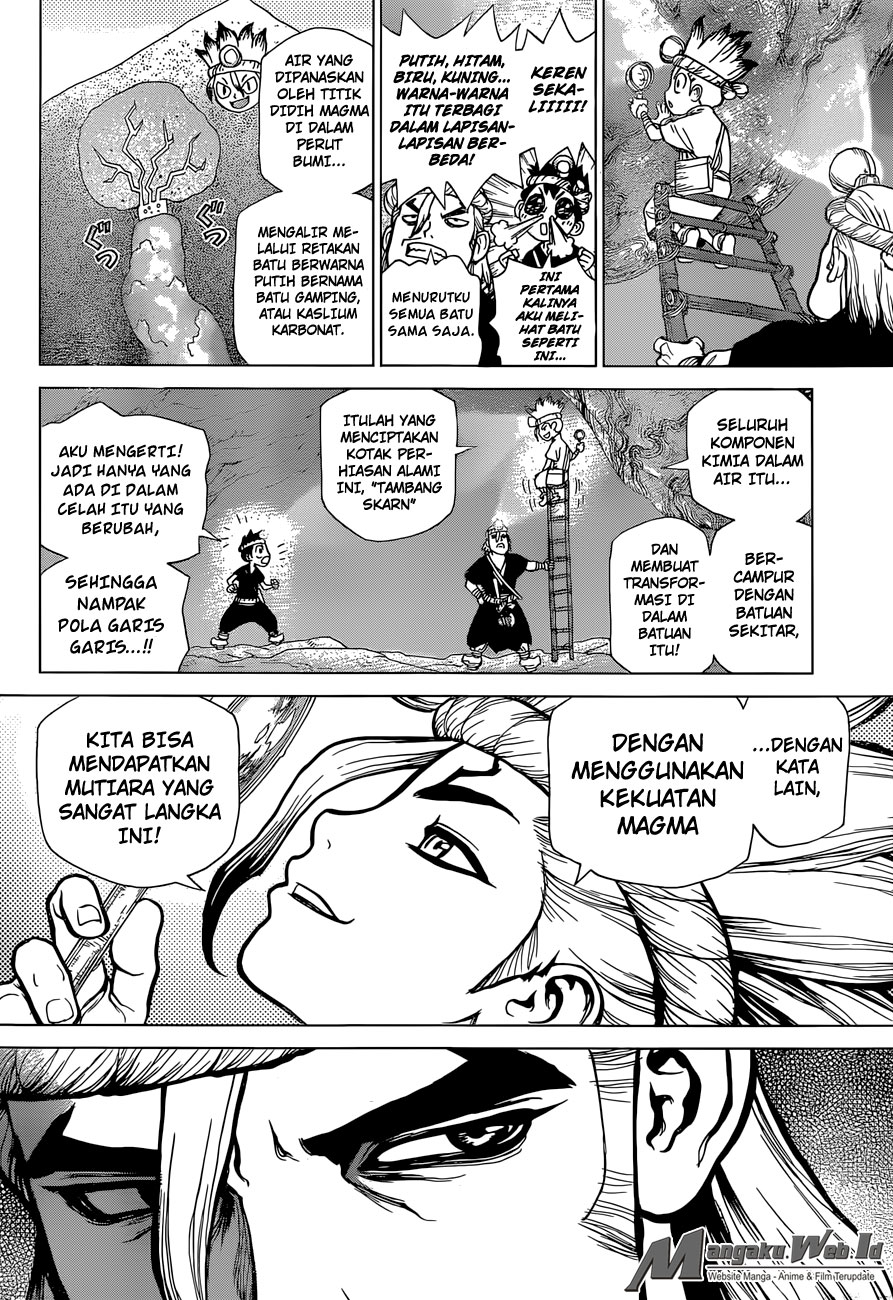 KEREN
SEKA-
LIIIII!
PUTIH, HITAM,
BIRU, KUNING...
WARNA-WARNA
ITU TERBAGI
DALAM LAPISAN-
LAPISAN BER-
BEDA!
INI
PERTAMA
KALINYA
AKU MELI-
HAT BATU
SEPERTI
INI...
MENURUTKU
SEMUA BATU
SAMA SAJA.
AIR YANG
DIPANASKAN
OLEH TITIK
DIDIH MAGMA
DI DALAM
PERUT
BUMI...
MENGALIR ME-
LALUI RETAKAN
BATU BERWARNA
PUTIH BERNAMA
BATU GAMPING,
ATAU KASLIUM
KARBONAT.
ぐっ
ぐっ
SELURUH
KOMPONEN
KIMIA DALAM
AIR ITU...
BER-
CAMPUR
DENGAN
BATUAN
SEKITAR,
DAN
MEMBUAT
TRANSFOR-
MASI DI
DALAM
BATUAN
ITU!
ITULAH YANG
MENCIPTAKAN
KOTAK PER-
HIASAN ALAMI
INI, "TAMBANG
SKARN"
AKU MENGERTI!
JADI HANYA YANG
ADA DI DALAM
CELAH ITU YANG
BERUBAH,
SEHINGGA
NAMPAK
POLA GARIS
GARIS...!!
...DENGAN
KATA
LAIN,
DENGAN
MENGGUNAKAN
KEKUATAN
MAGMA
KITA BISA
MENDAPATKAN
MUTIARA YANG
SANGAT LANGKA
INI!
Mangaku.Web.Id
Website Manga - Anime & Film Terupdate